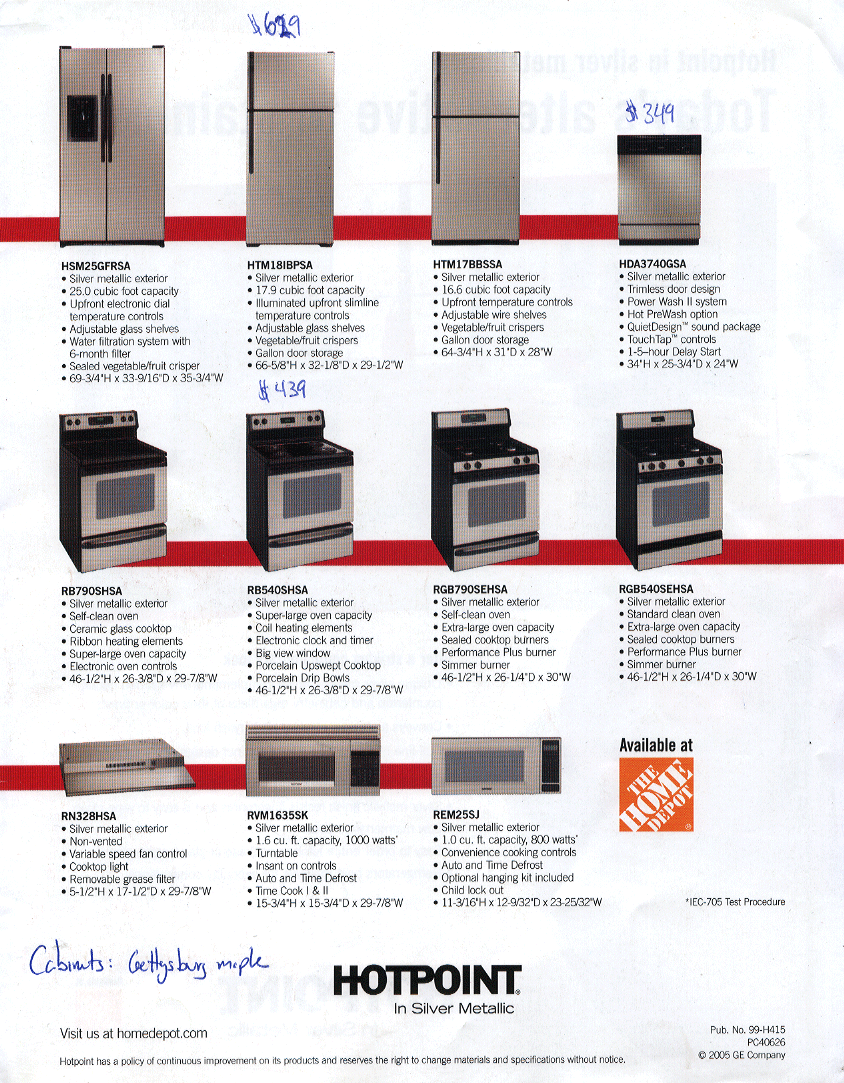 $629
$349
HSM25GFRSA
• Silver metallic exterior
• 25.0 cubic foot capacity
• Upfront electronic dial
temperature controls
• Adjustable glass shelves
• Water filtration system with
6-month filter
• Sealed vegetable/fruit crisper
• 69-3/4"H x 33-9/16"D x 35-3/4"W
HTM18IBPSA
• Silver metallic exterior
• 17.9 cubic foot capacity
• Illuminated upfront slimline
temperature controls
• Adjustable glass shelves
• Vegetable/fruit crispers
• Gallon door storage
• 66-5/8"H x 32-1/8"D x 29-1/2"W
HTM17BBSSA
• Silver metallic exterior
• 16.6 cubic foot capacity
• Upfront temperature controls
• Adjustable wire shelves
• Vegetable/fruit crispers
• Gallon door storage
• 64-3/4"H x 31"D x 28"W
HDA3740GSA
• Silver metallic exterior
• Trimless door design
• Power Wash II system
• Hot PreWash option
• QuietDesign™ sound package
• TouchTap™ controls
• 1-5-hour Delay Start
• 34"H x 25-3/4"D x 24"W
$439
RB790SHSA
• Silver metallic exterior
• Self-clean oven
• Ceramic glass cooktop
• Ribbon heating elements
• Super-large oven capacity
• Electronic oven controls
• 46-1/2"H x 26-3/8"D x 29-7/8"W
RB540SHSA
• Silver metallic exterior
• Super-large oven capacity
• Coil heating elements
• Electronic clock and timer
• Big view window
• Porcelain Upswept Cooktop
• Porcelain Drip Bowls
• 46-1/2"H x 26-3/8"D x 29-7/8"W
RGB790SEHSA
• Silver metallic exterior
• Self-clean oven
• Extra-large oven capacity
• Sealed cooktop burners
• Performance Plus burner
• Simmer burner
• 46-1/2"H x 26-1/4"D x 30"W
RGB540SEHSA
• Silver metallic exterior
• Standard clean oven
• Extra-large oven capacity
• Sealed cooktop burners
• Performance Plus burner
• Simmer burner
• 46-1/2"H x 26-1/4"D x 30"W
RN328HSA
• Silver metallic exterior
• Non-vented
• Variable speed fan control
• Cooktop light
• Removable grease filter
• 5-1/2"H x 17-1/2"D x 29-7/8"W
RVM1635SK
• Silver metallic exterior
• 1.6 cu. ft. capacity, 1000 watts*
• Turntable
• Insant on controls
• Auto and Time Defrost
• Time Cook I & II
• 15-3/4"H x 15-3/4"D x 29-7/8"W
REM25SJ
• Silver metallic exterior
• 1.0 cu. ft. capacity, 800 watts*
• Convenience cooking controls
• Auto and Time Defrost
• Optional hanging kit included
• Child lock out
• 11-3/16"H x 12-9/32"D x 23-25/32"W
Available at
THE
HOME
DEPOT®
*IEC-705 Test Procedure
Cabinets: Gettysburg maple
HOTPOINT®
In Silver Metallic
Visit us at homedepot.com
Pub. No. 99-H415
PC40626
© 2005 GE Company
Hotpoint has a policy of continuous improvement on its products and reserves the right to change materials and specifications without notice.